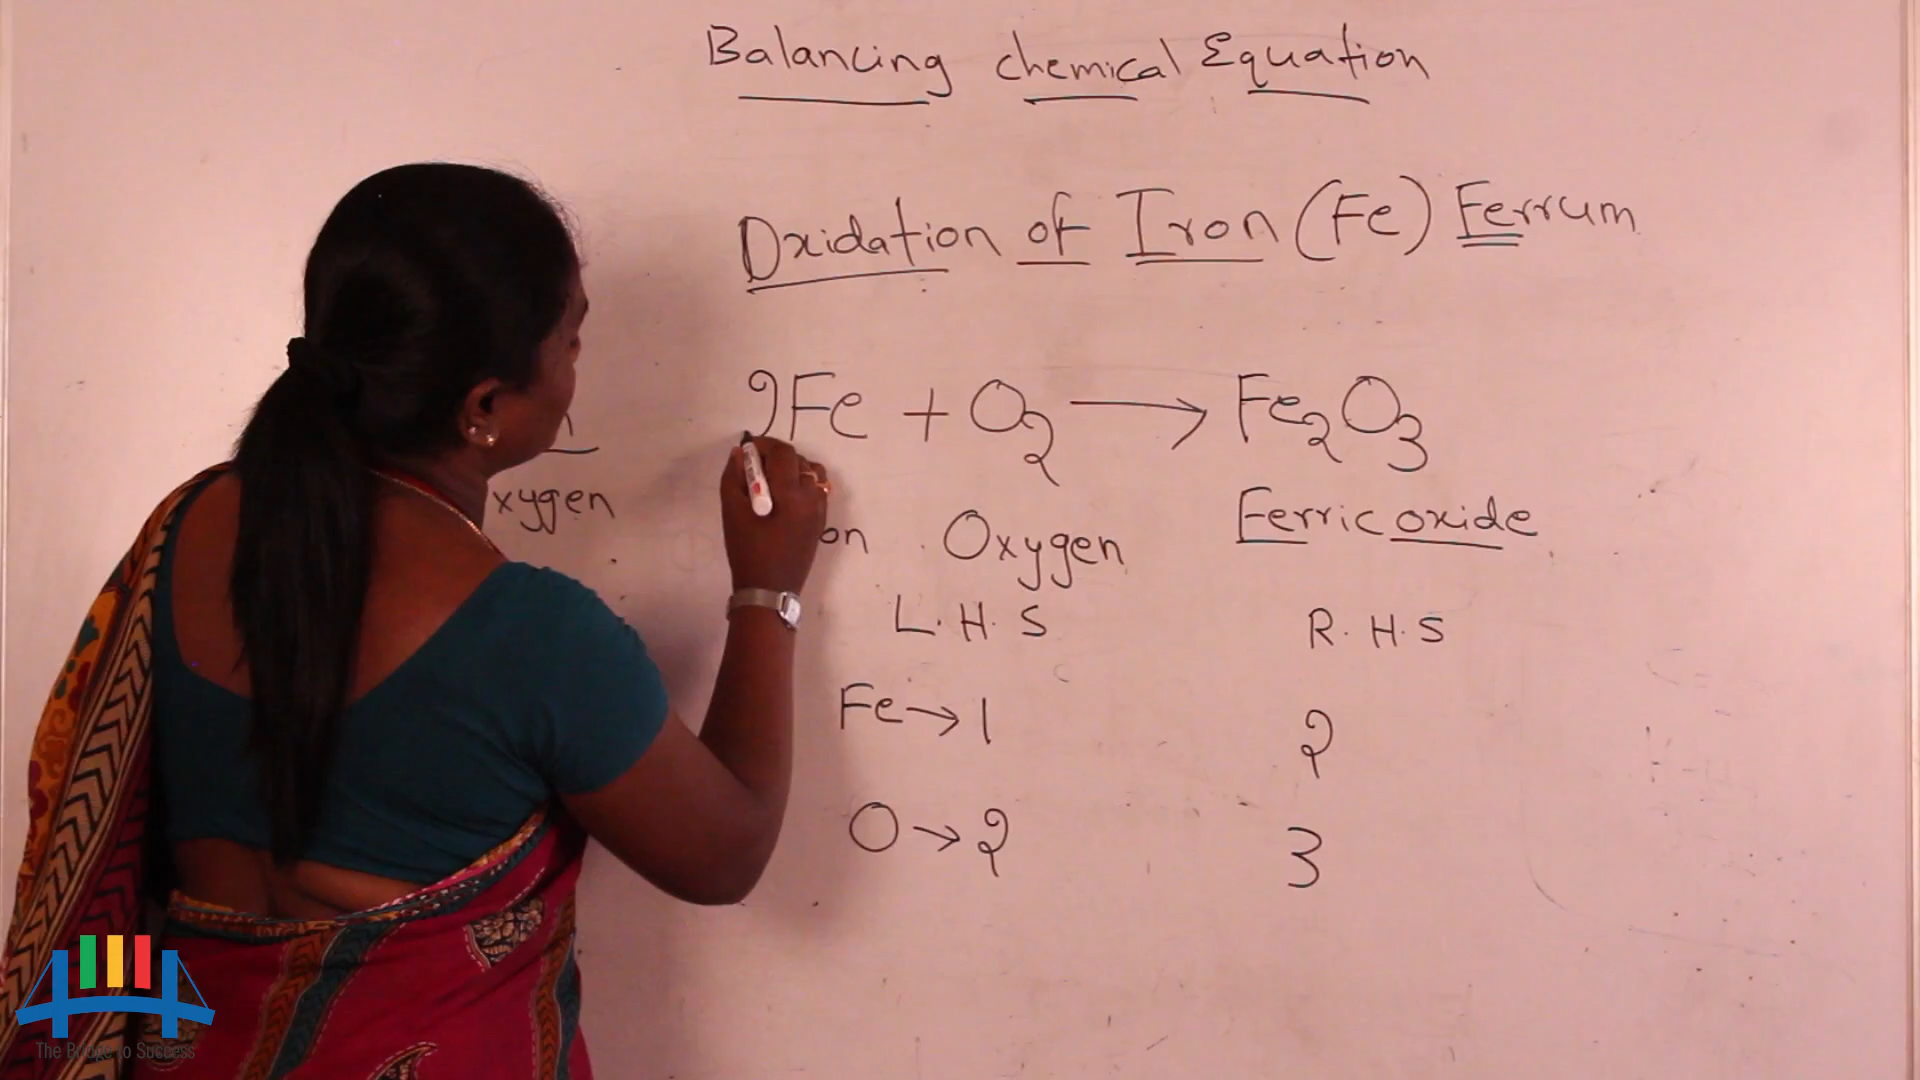 Balancing chemical Equation
Oxidation of Iron (Fe) Ferrum
2Fe + O2 → Fe2O3
xygen
on Oxygen Ferric oxide
L.H.S R.H.S
Fe→1 2
O→2 3
The Bridge to Success